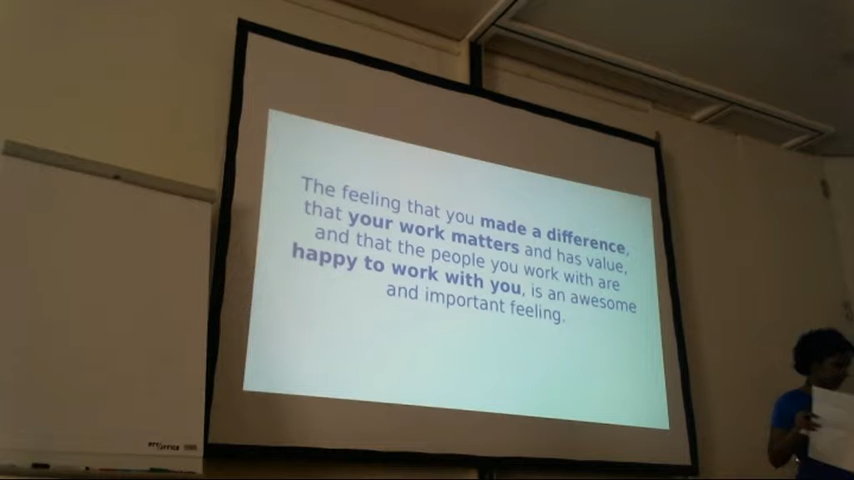 The feeling that you made a difference,
that your work matters and has value,
and that the people you work with are
happy to work with you, is an awesome
and important feeling.